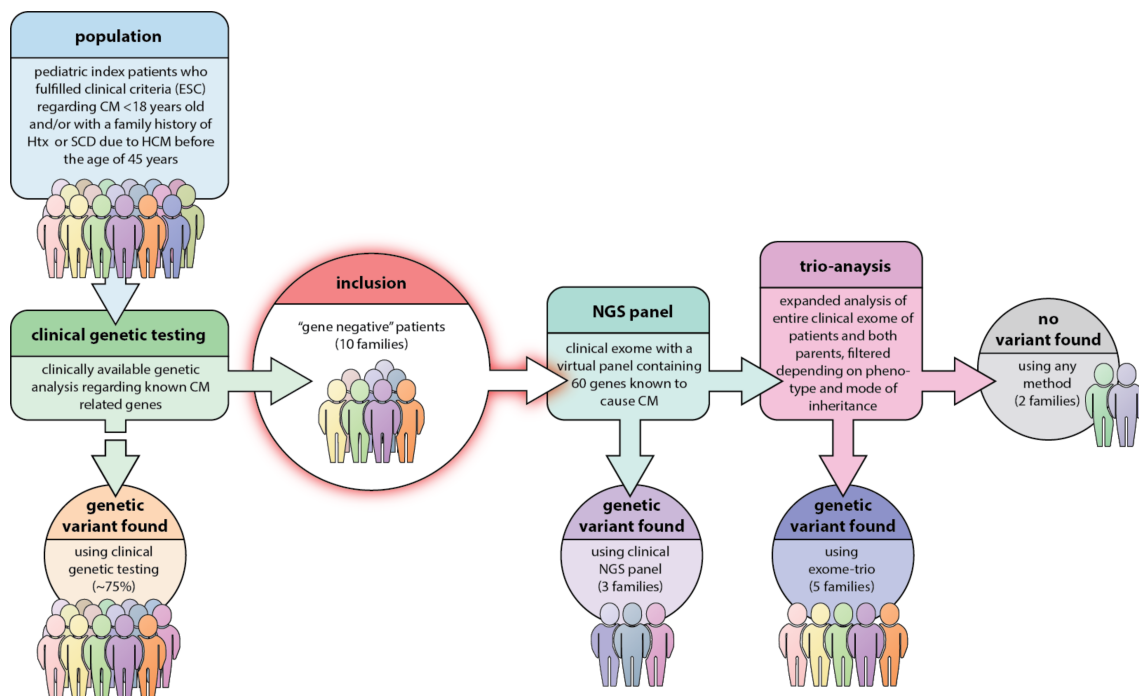 population
pediatric index patients who
fulfilled clinical criteria (ESC)
regarding CM <18 years old
and/or with a family history of
Htx or SCD due to HCM before
the age of 45 years
clinical genetic testing
clinically available genetic
analysis regarding known CM
related genes
genetic
variant found
using clinical
genetic testing
(~75%)
inclusion
"gene negative" patients
(10 families)
NGS panel
clinical exome with a
virtual panel containing
60 genes known to
cause CM
genetic
variant found
using clinical
NGS panel
(3 families)
trio-anaysis
expanded analysis of
entire clinical exome of
patients and both
parents, filtered
depending on pheno-
type and mode of
inheritance
genetic
variant found
using
exome-trio
(5 families)
no
variant found
using any
method
(2 families)